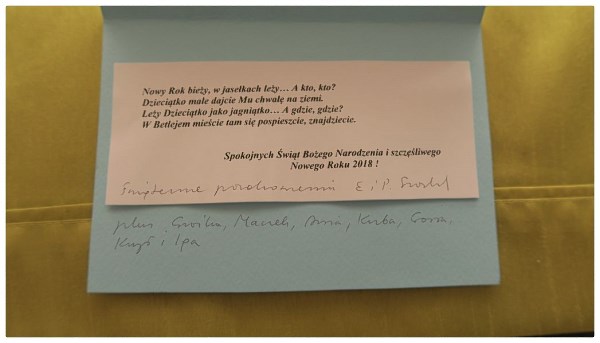 Nowy Rok bieży, w jasełkach leży… A kto, kto?
Dzieciątko małe dajcie Mu chwałę na ziemi.
Leży Dzieciątko jako jagniątko… A gdzie, gdzie?
W Betlejem mieście tam się pospieszcie, znajdziecie.
Spokojnych Świąt Bożego Narodzenia i szczęśliwego
Nowego Roku 2018 !
Świąteczne pozdrowienia E i P
plus Maciek, Anna, Kuba,
i